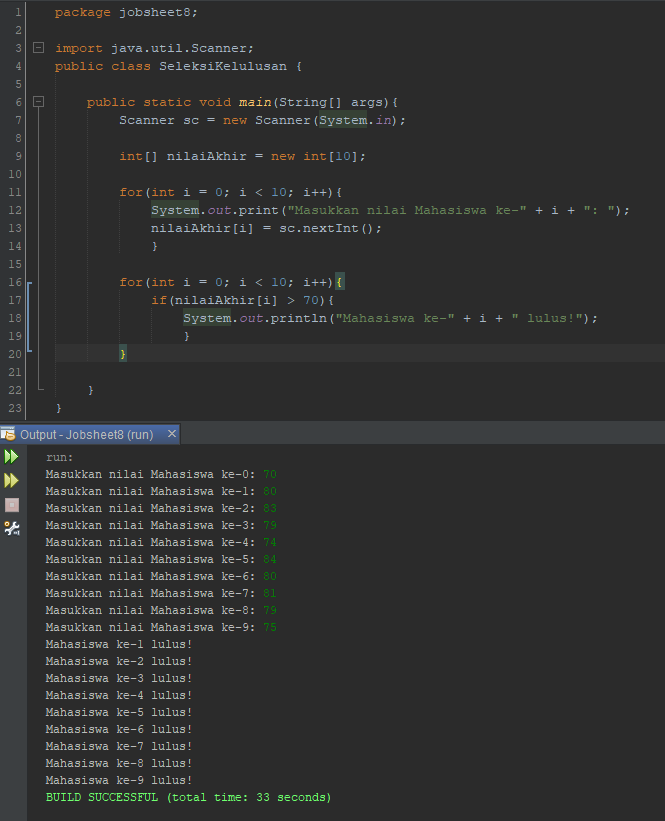 1 package jobsheet8;
2
3 import java.util.Scanner;
4 public class SeleksiKelulusan {
5
6 public static void main(String[] args){
7 Scanner sc = new Scanner(System.in);
8
9 int[] nilaiAkhir = new int[10];
10
11 for(int i = 0; i < 10; i++){
12 System.out.print("Masukkan nilai Mahasiswa ke-" + i + ": ");
13 nilaiAkhir[i] = sc.nextInt();
14 }
15
16 for(int i = 0; i < 10; i++){
17 if(nilaiAkhir[i] > 70){
18 System.out.println("Mahasiswa ke-" + i + " lulus!");
19 }
20 }
21
22 }
23 }
Output - Jobsheet8 (run) ×
run:
Masukkan nilai Mahasiswa ke-0: 70
Masukkan nilai Mahasiswa ke-1: 80
Masukkan nilai Mahasiswa ke-2: 83
Masukkan nilai Mahasiswa ke-3: 79
Masukkan nilai Mahasiswa ke-4: 74
Masukkan nilai Mahasiswa ke-5: 84
Masukkan nilai Mahasiswa ke-6: 80
Masukkan nilai Mahasiswa ke-7: 81
Masukkan nilai Mahasiswa ke-8: 79
Masukkan nilai Mahasiswa ke-9: 75
Mahasiswa ke-1 lulus!
Mahasiswa ke-2 lulus!
Mahasiswa ke-3 lulus!
Mahasiswa ke-4 lulus!
Mahasiswa ke-5 lulus!
Mahasiswa ke-6 lulus!
Mahasiswa ke-7 lulus!
Mahasiswa ke-8 lulus!
Mahasiswa ke-9 lulus!
BUILD SUCCESSFUL (total time: 33 seconds)